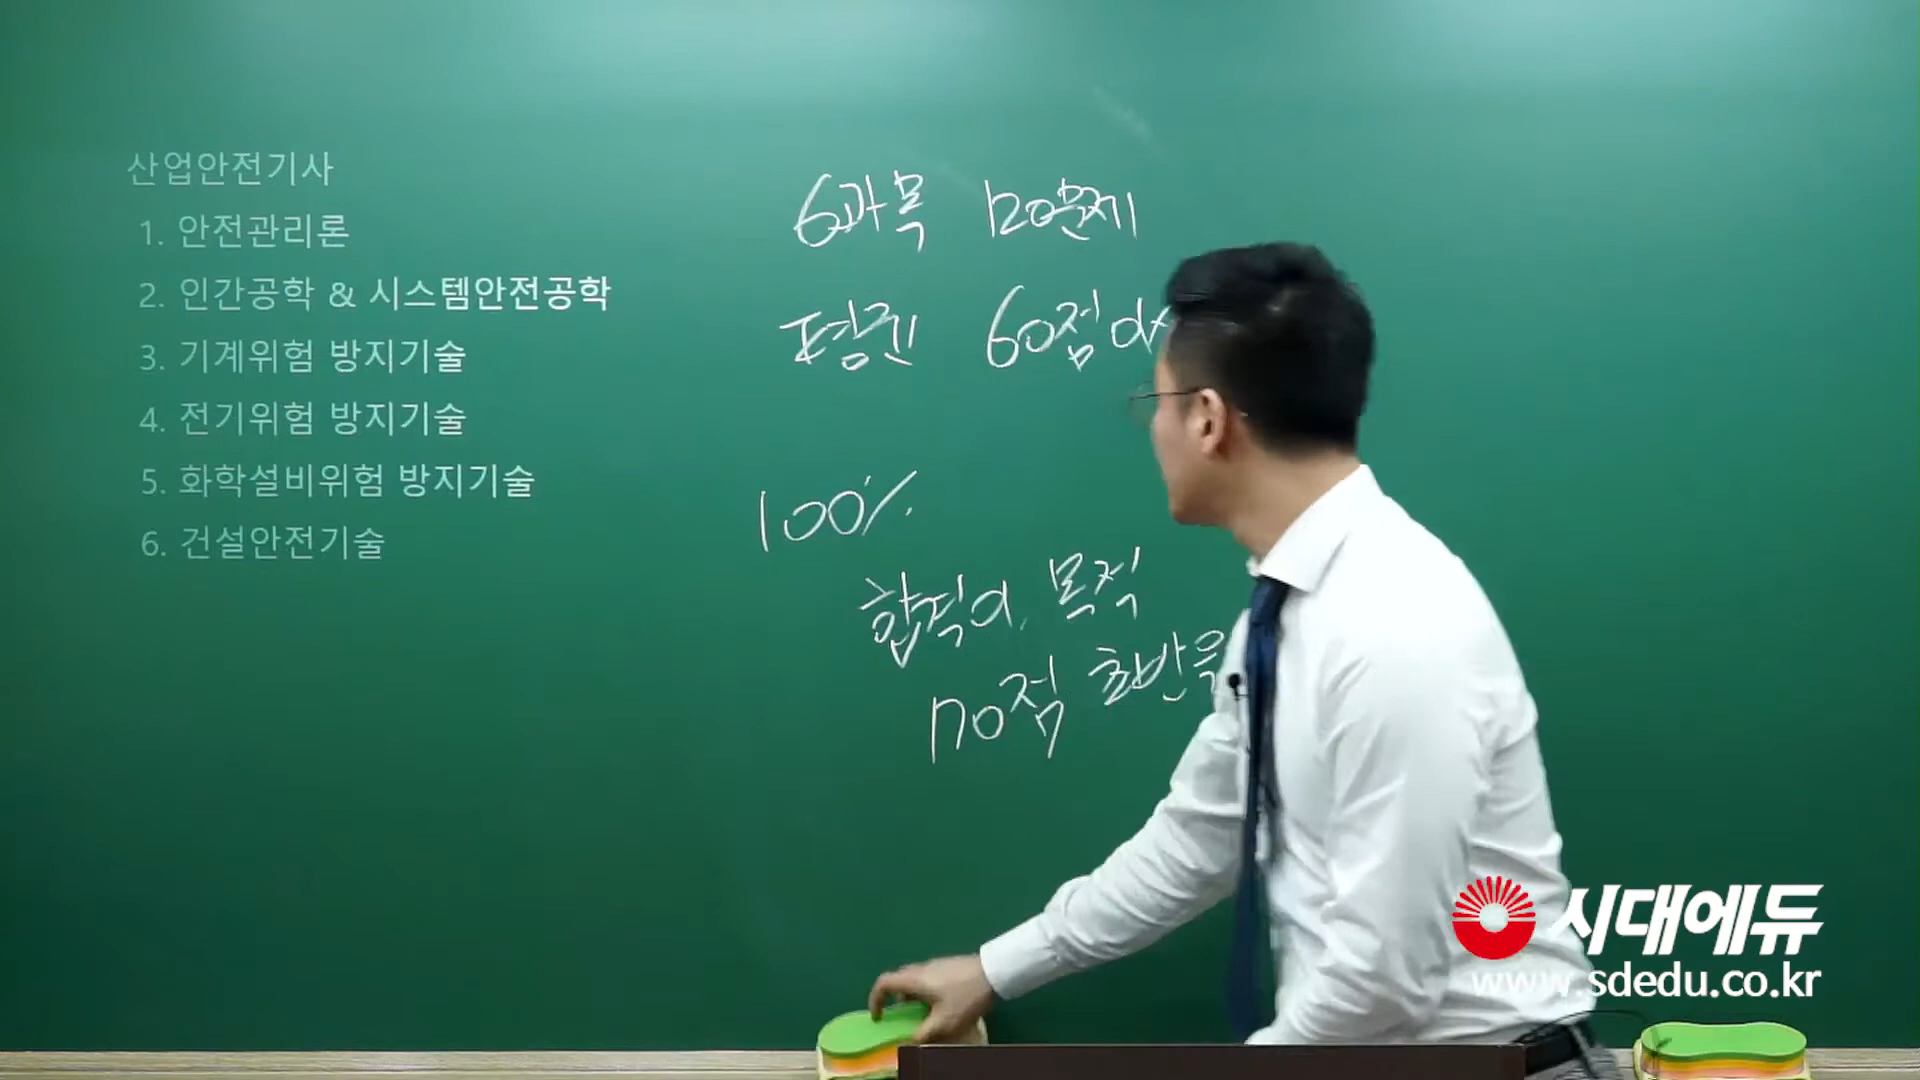 산업안전기사
1. 안전관리론
2. 인간공학 & 시스템안전공학
3. 기계위험 방지기술
4. 전기위험 방지기술
5. 화학설비위험 방지기술
6. 건설안전기술
6과목 120문제
평균 60점 이
100%
합격이 목적
70점 초반
시대에듀
www.sdedu.co.kr